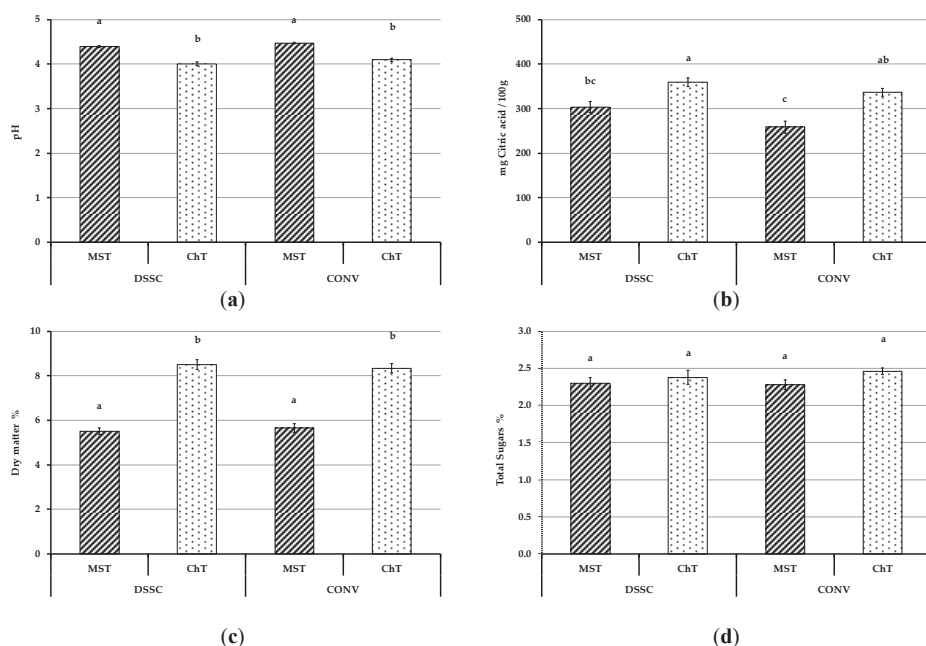 a b a b
5
4
3
2
1
0
pH
MST ChT MST ChT
DSSC CONV
(a)
bc a c ab
500
400
300
200
100
0
mg Citric acid /100g
MST ChT MST ChT
DSSC CONV
(b)
a b a b
10
8
6
4
2
0
Dry matter %
MST ChT MST ChT
DSSC CONV
(c)
a a a a
3.0
2.5
2.0
1.5
1.0
0.5
0.0
Total Sugars %
MST ChT MST ChT
DSSC CONV
(d)